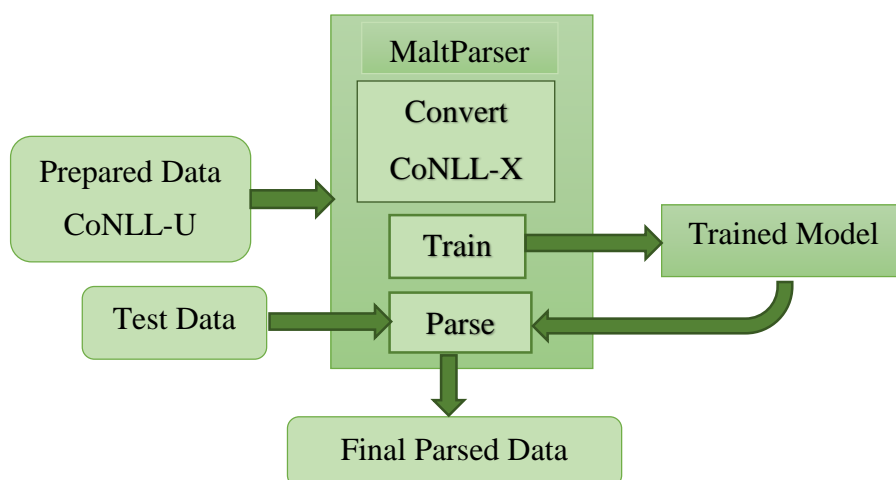 MaltParser
Convert
CoNLL-X
Prepared Data
CoNLL-U
Train
Trained Model
Test Data
Parse
Final Parsed Data